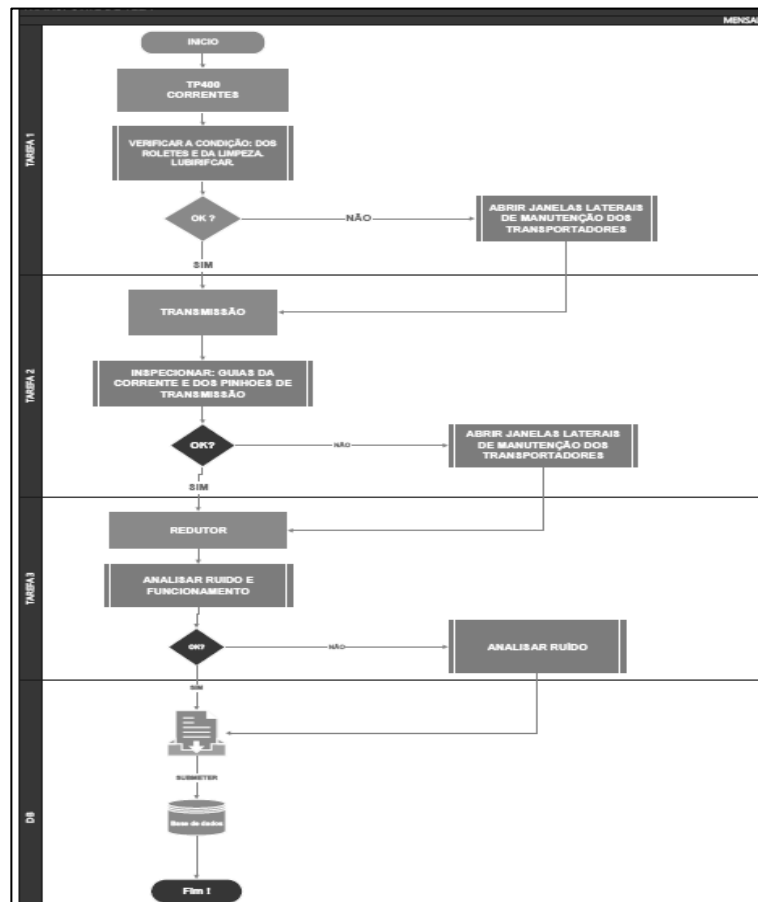 MENSAL
TAREFA 1
INICIO
TP400
CORRENTES
VERIFICAR A CONDIÇÃO: DOS
ROLETES E DA LIMPEZA.
LUBIRIFCAR.
OK ?
NÃO
ABRIR JANELAS LATERAIS
DE MANUTENÇÃO DOS
TRANSPORTADORES
SIM
TAREFA 2
TRANSMISSÃO
INSPECIONAR: GUIAS DA
CORRENTE E DOS PINHOES DE
TRANSMISSÃO
OK?
NÃO
ABRIR JANELAS LATERAIS
DE MANUTENÇÃO DOS
TRANSPORTADORES
SIM
TAREFA 3
REDUTOR
ANALISAR RUIDO E
FUNCIONAMENTO
OK?
NÃO
ANALISAR RUÍDO
SIM
DB
SUBMETER
Base de dados
Fim !